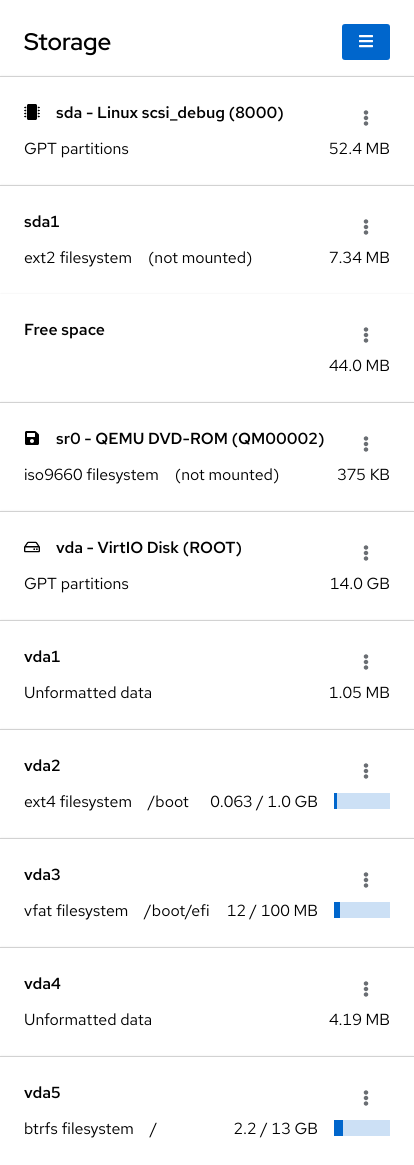 Storage
sda - Linux scsi_debug (8000)
GPT partitions 52.4 MB
sda1
ext2 filesystem (not mounted) 7.34 MB
Free space
44.0 MB
sr0 - QEMU DVD-ROM (QM00002)
iso9660 filesystem (not mounted) 375 KB
vda - VirtIO Disk (ROOT)
GPT partitions 14.0 GB
vda1
Unformatted data 1.05 MB
vda2
ext4 filesystem /boot 0.063 / 1.0 GB
vda3
vfat filesystem /boot/efi 12 / 100 MB
vda4
Unformatted data 4.19 MB
vda5
btrfs filesystem / 2.2 / 13 GB